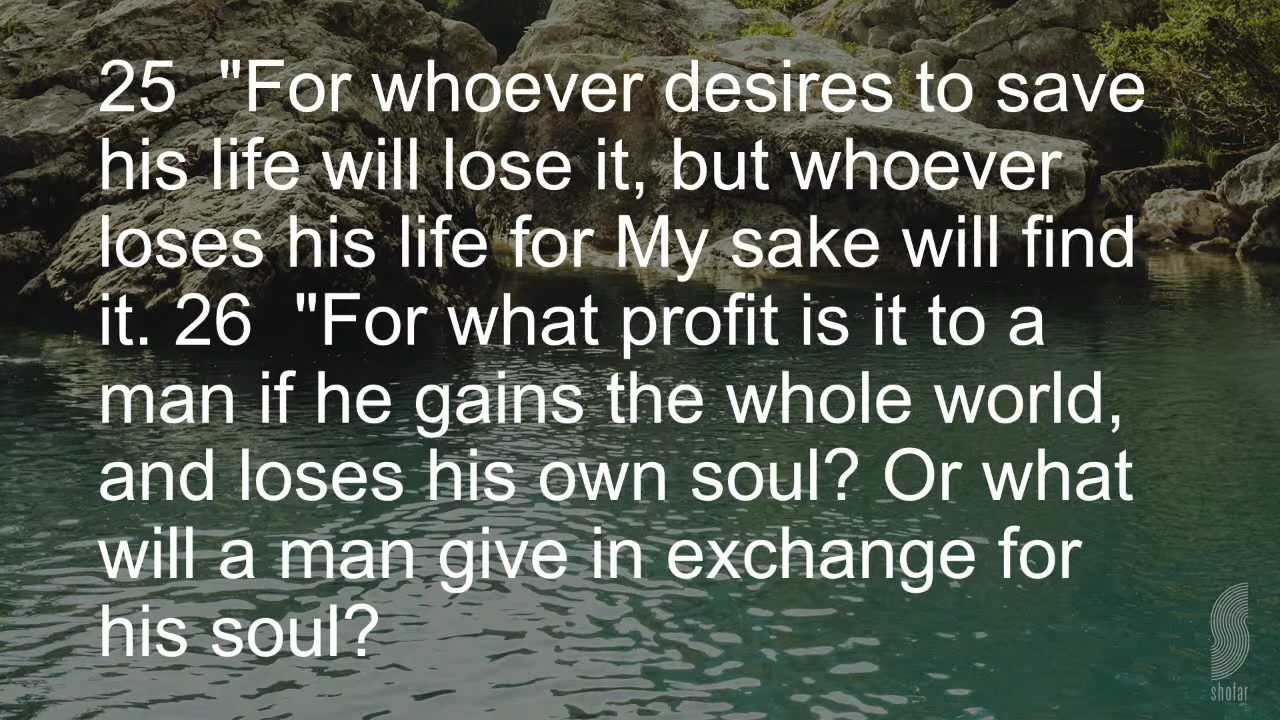 25  "For whoever desires to save
his life will lose it, but whoever
loses his life for My sake will find
it. 26  "For what profit is it to a
man if he gains the whole world,
and loses his own soul? Or what
will a man give in exchange for
his soul?
shofar